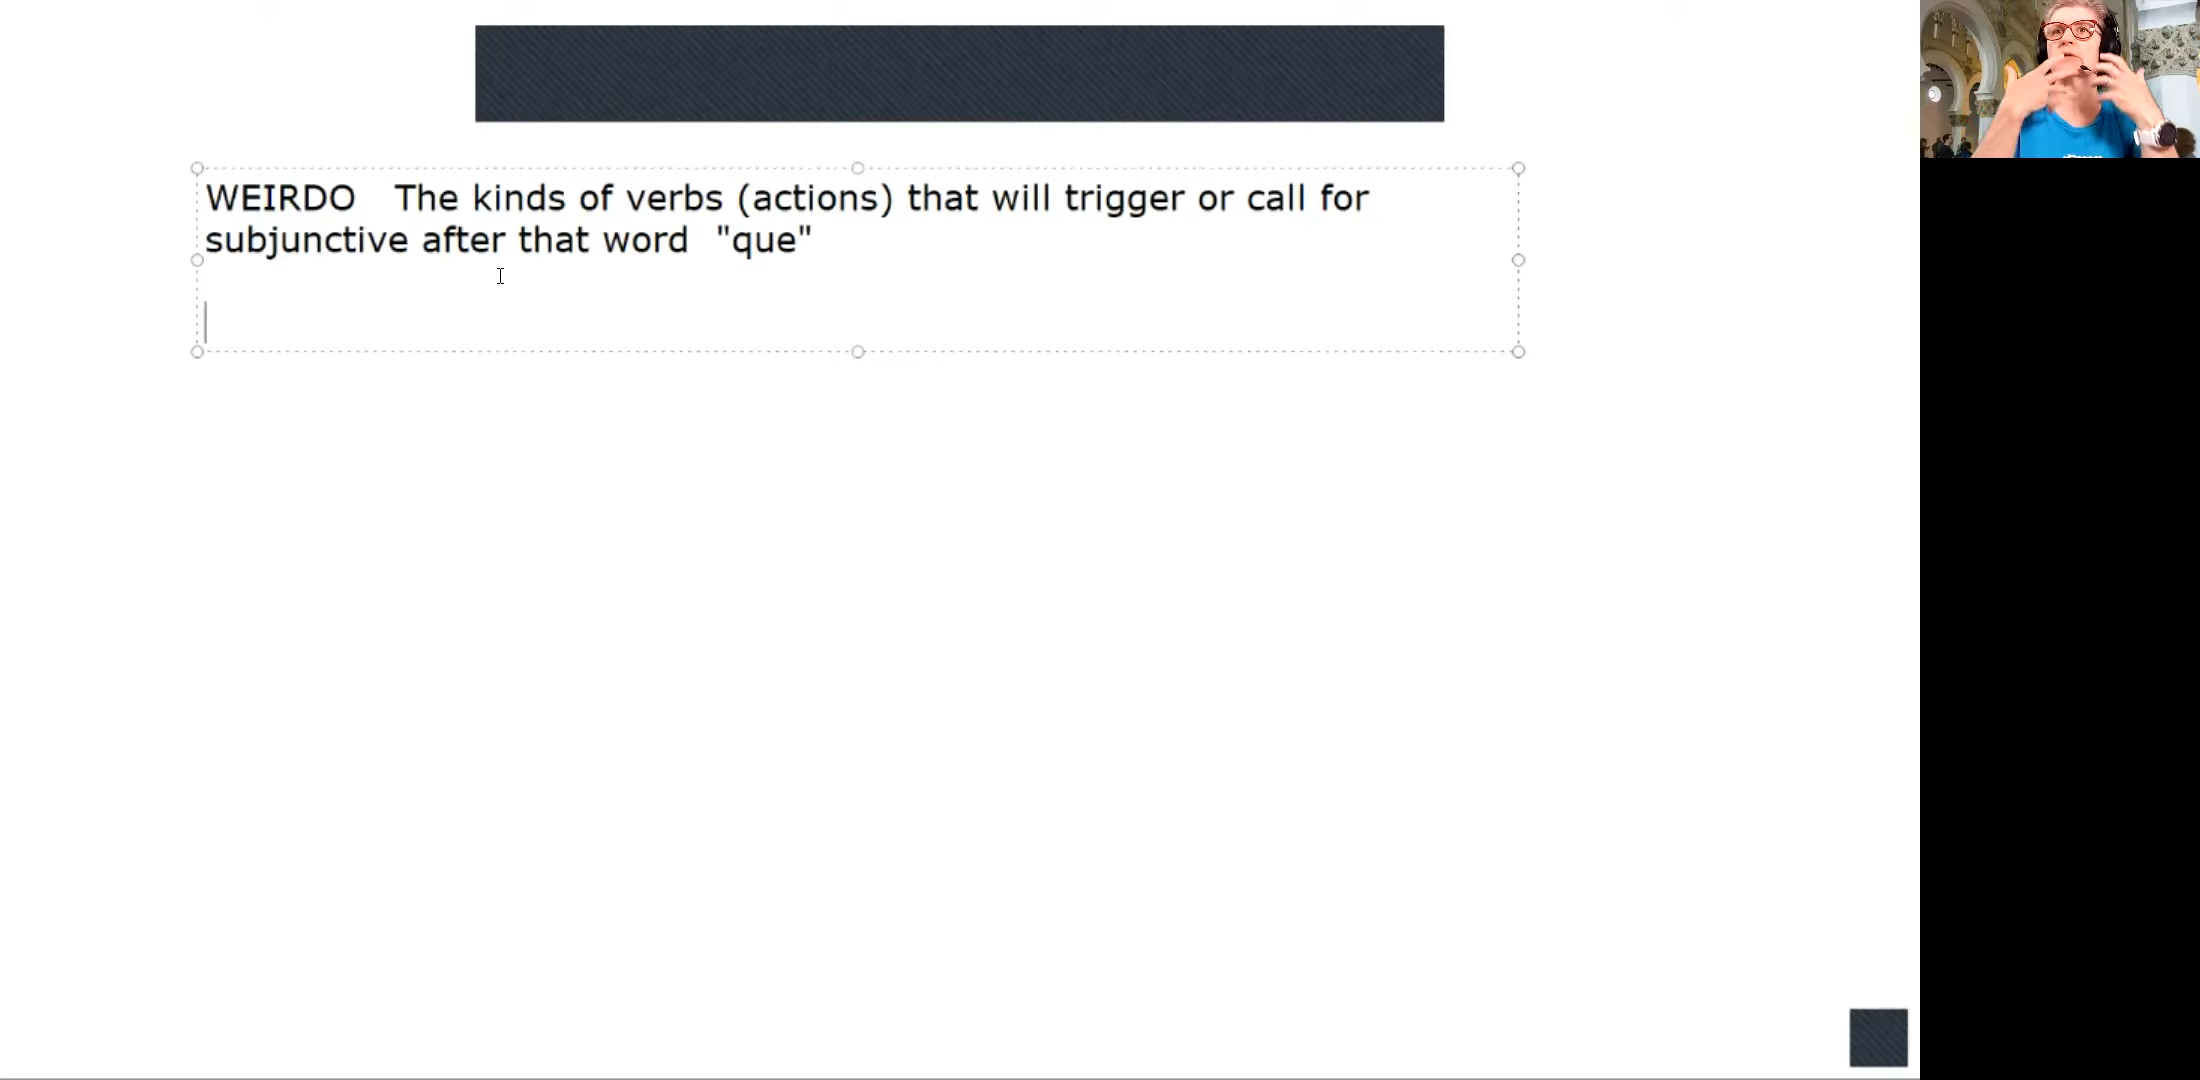 WEIRDO   The kinds of verbs (actions) that will trigger or call for
subjunctive after that word  "que"